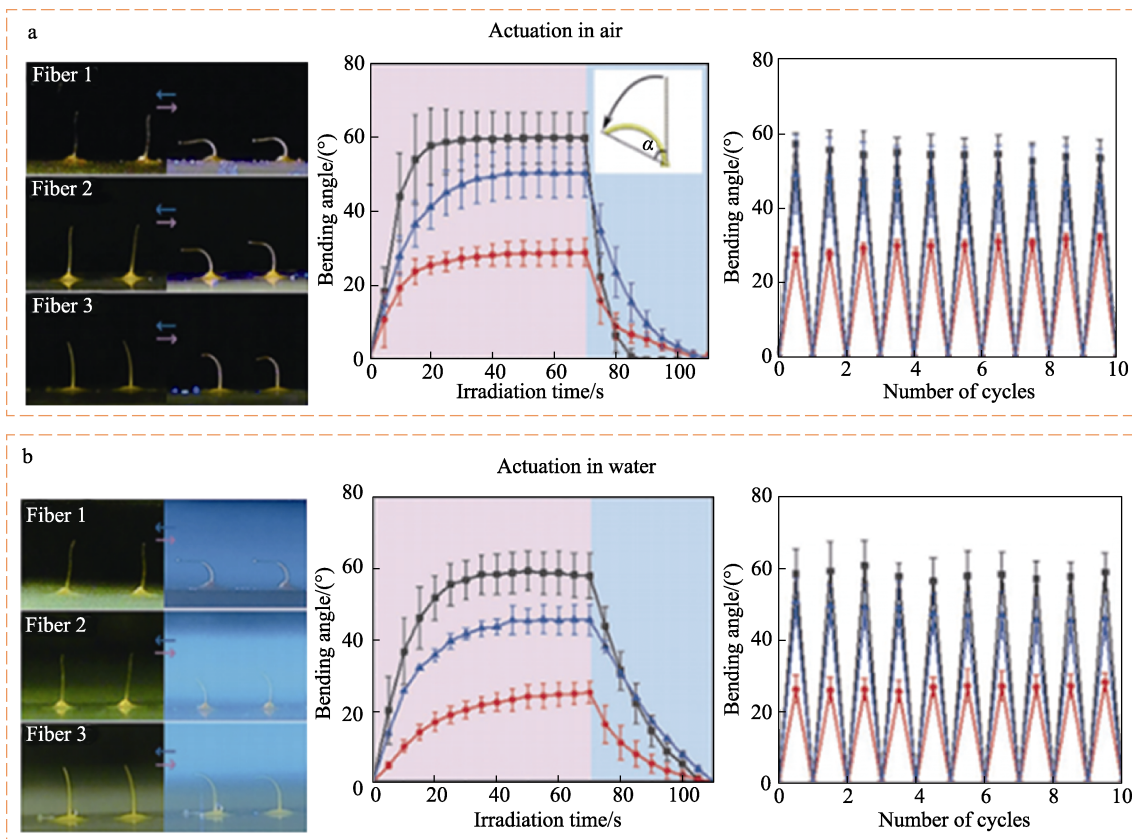 a
Actuation in air
Fiber 1
Fiber 2
Fiber 3
Bending angle/(°)
80
60
40
20
0
α
0 20 40 60 80 100
Irradiation time/s
Bending angle/(°)
80
60
40
20
0
0 2 4 6 8 10
Number of cycles
b
Actuation in water
Fiber 1
Fiber 2
Fiber 3
Bending angle/(°)
80
60
40
20
0
0 20 40 60 80 100
Irradiation time/s
Bending angle/(°)
80
60
40
20
0
0 2 4 6 8 10
Number of cycles